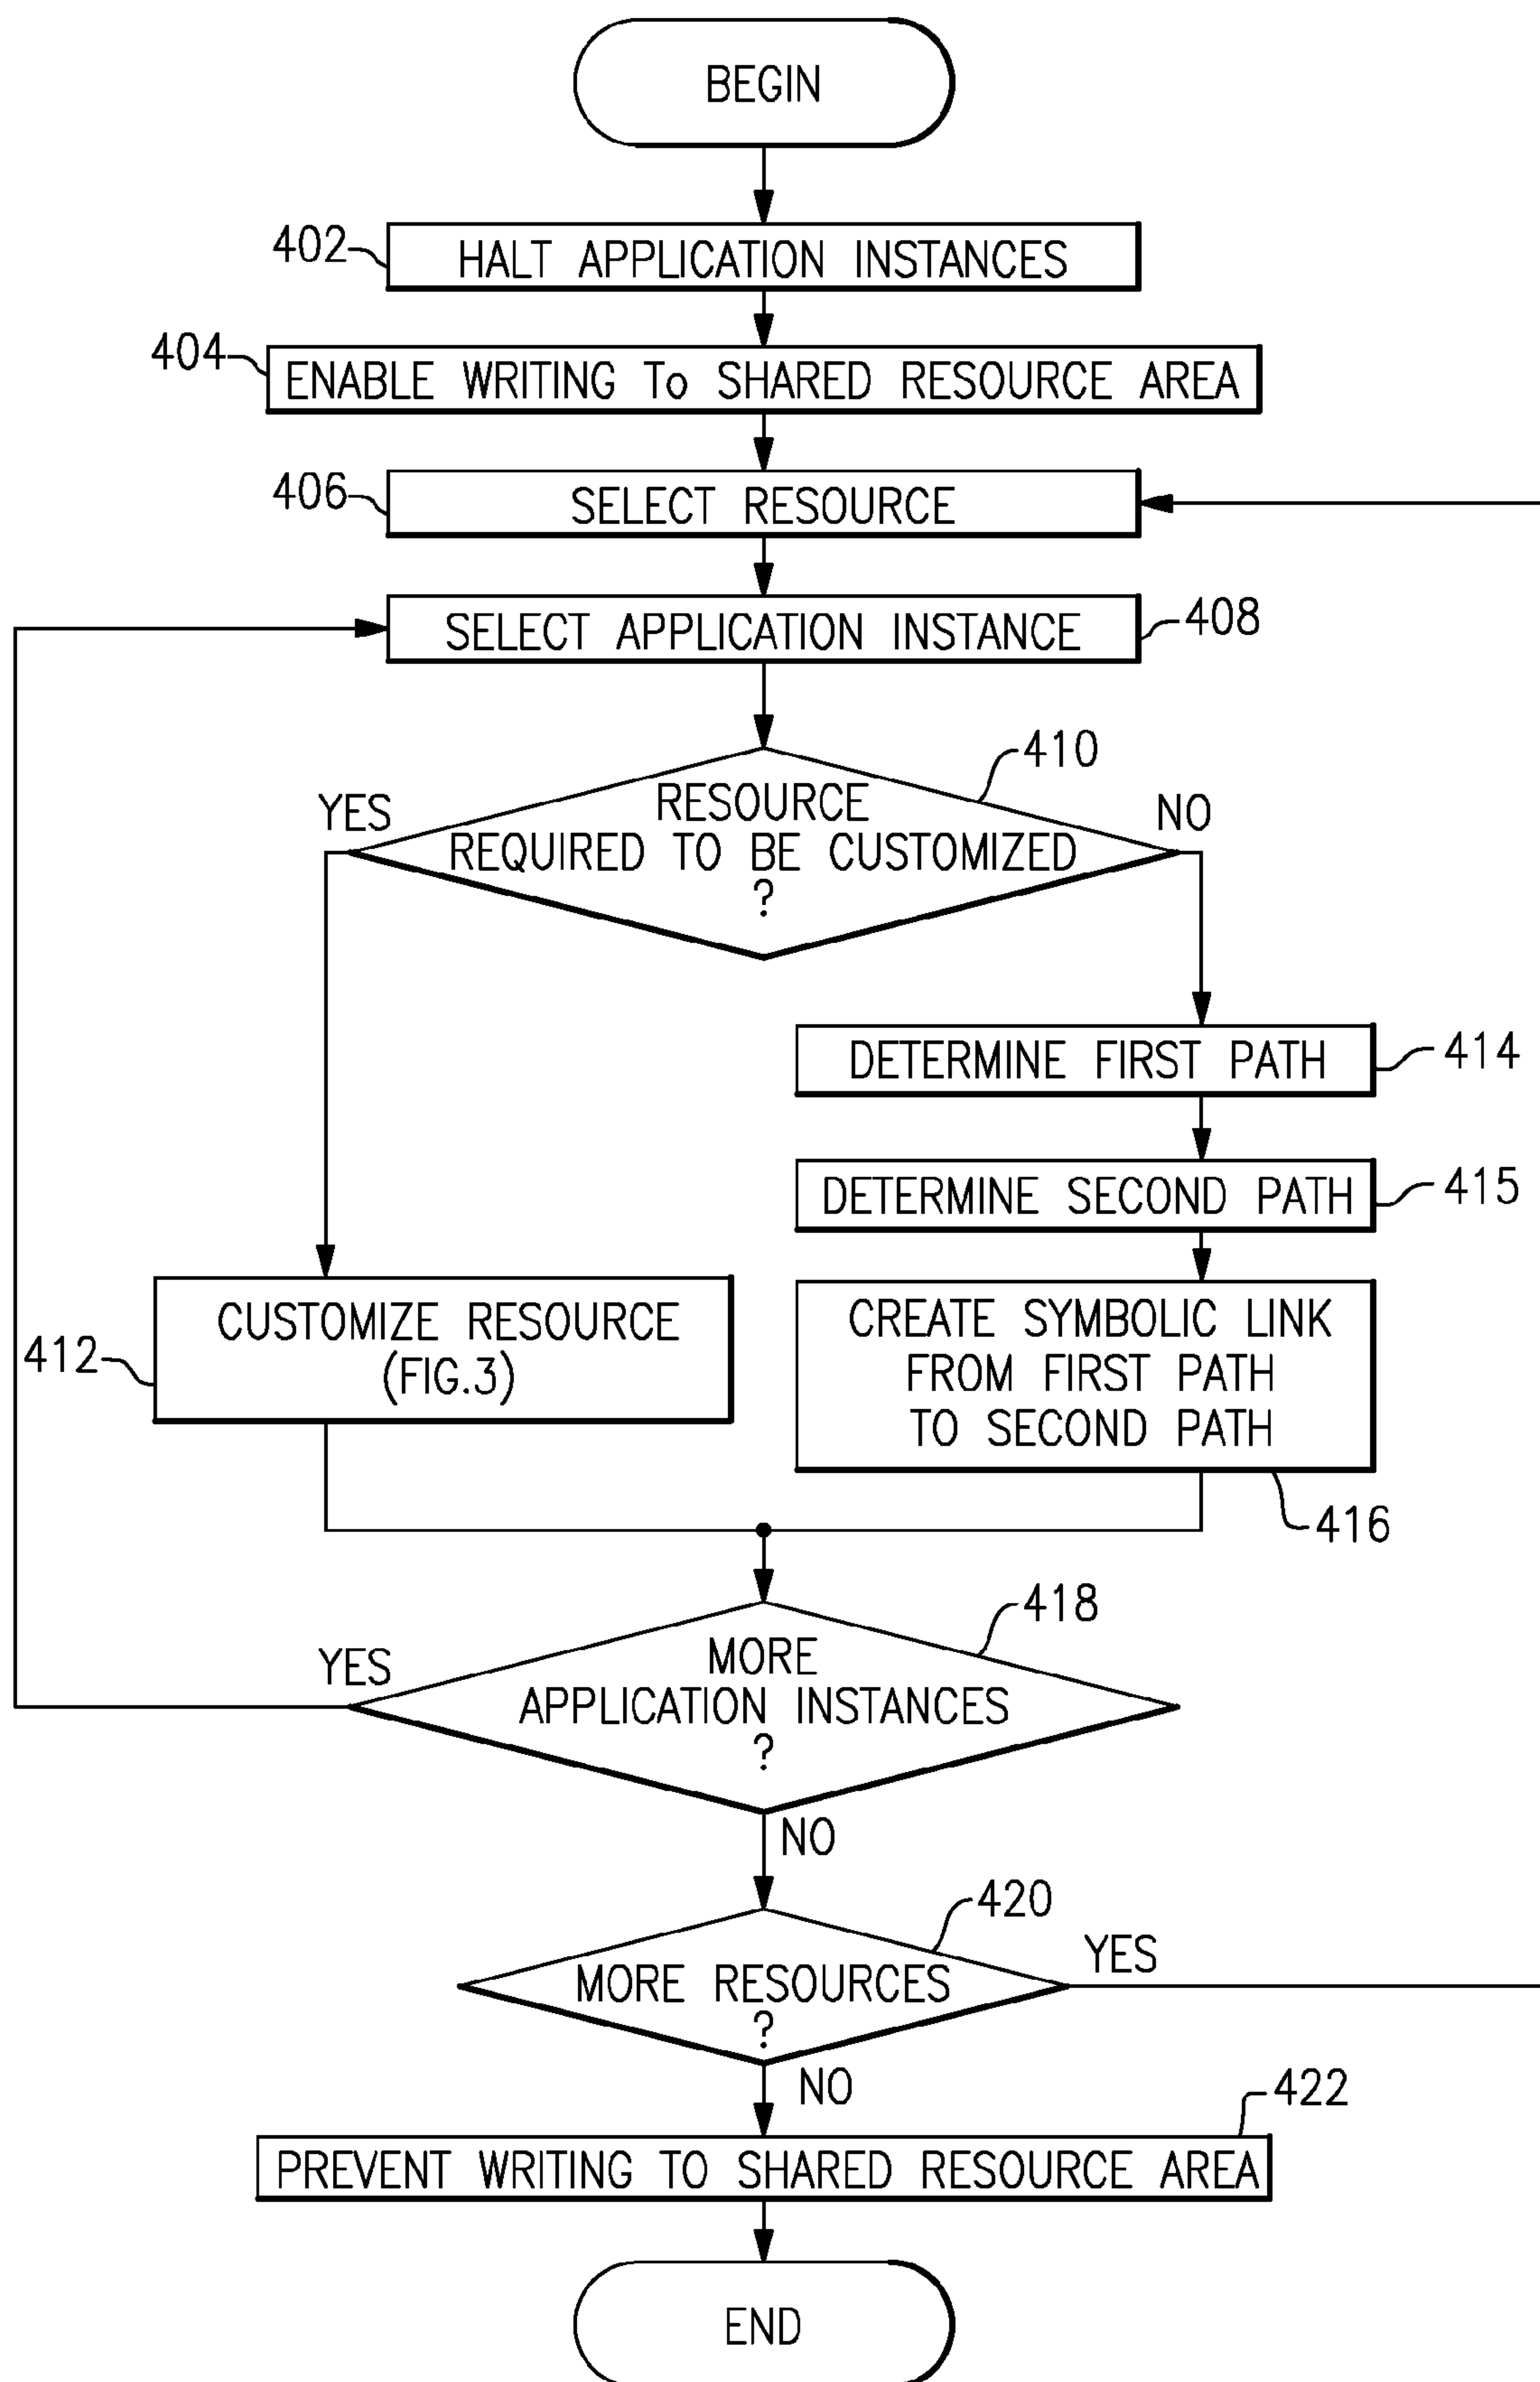 BEGIN
402
HALT APPLICATION INSTANCES
404
ENABLE WRITING To SHARED RESOURCE AREA
406
SELECT RESOURCE
SELECT APPLICATION INSTANCE
408
410
YES
RESOURCE
NO
REQUIRED TO BE CUSTOMIZED
?
DETERMINE FIRST PATH
414
DETERMINE SECOND PATH
415
412
CUSTOMIZE RESOURCE
(FIG.3)
CREATE SYMBOLIC LINK
FROM FIRST PATH
TO SECOND PATH
416
418
YES
MORE
APPLICATION INSTANCES
?
NO
420
MORE RESOURCES
?
YES
NO
422
PREVENT WRITING TO SHARED RESOURCE AREA
END